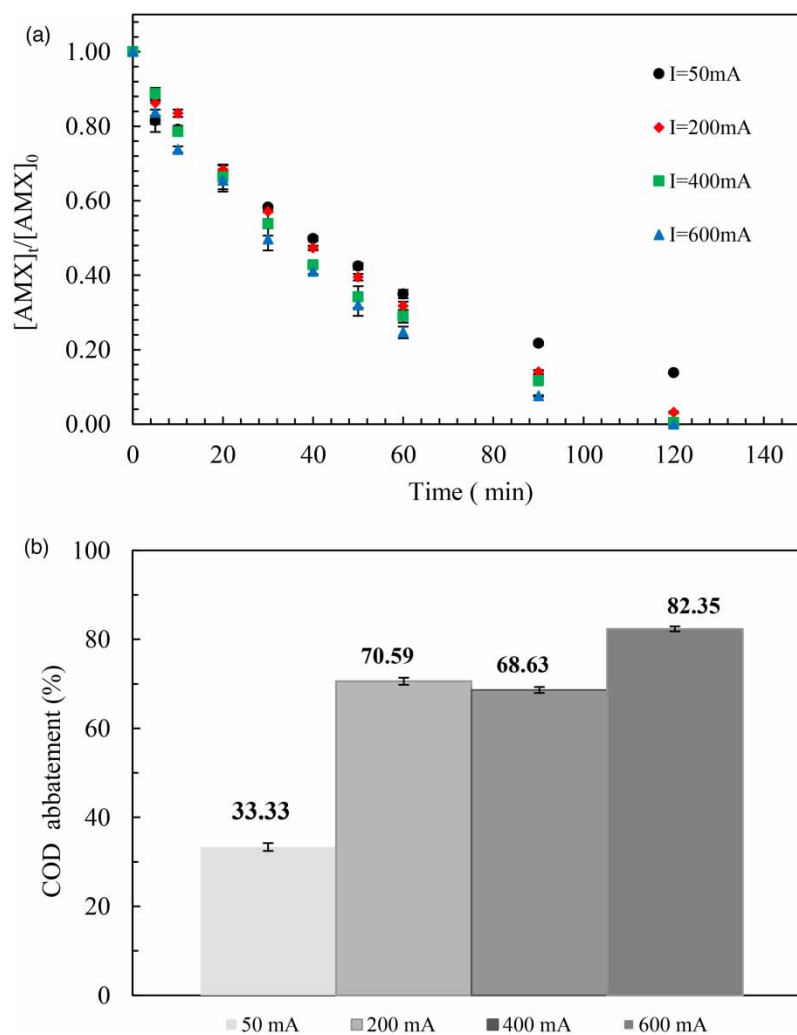 (a)
1.00
0.80
0.60
0.40
0.20
0.00
[AMX]t/[AMX]0
I=50mA
I=200mA
I=400mA
I=600mA
0 20 40 60 80 100 120 140
Time ( min)
(b)
100
80
60
40
20
0
COD abbatement (%)
33.33
70.59
68.63
82.35
50 mA 200 mA 400 mA 600 mA